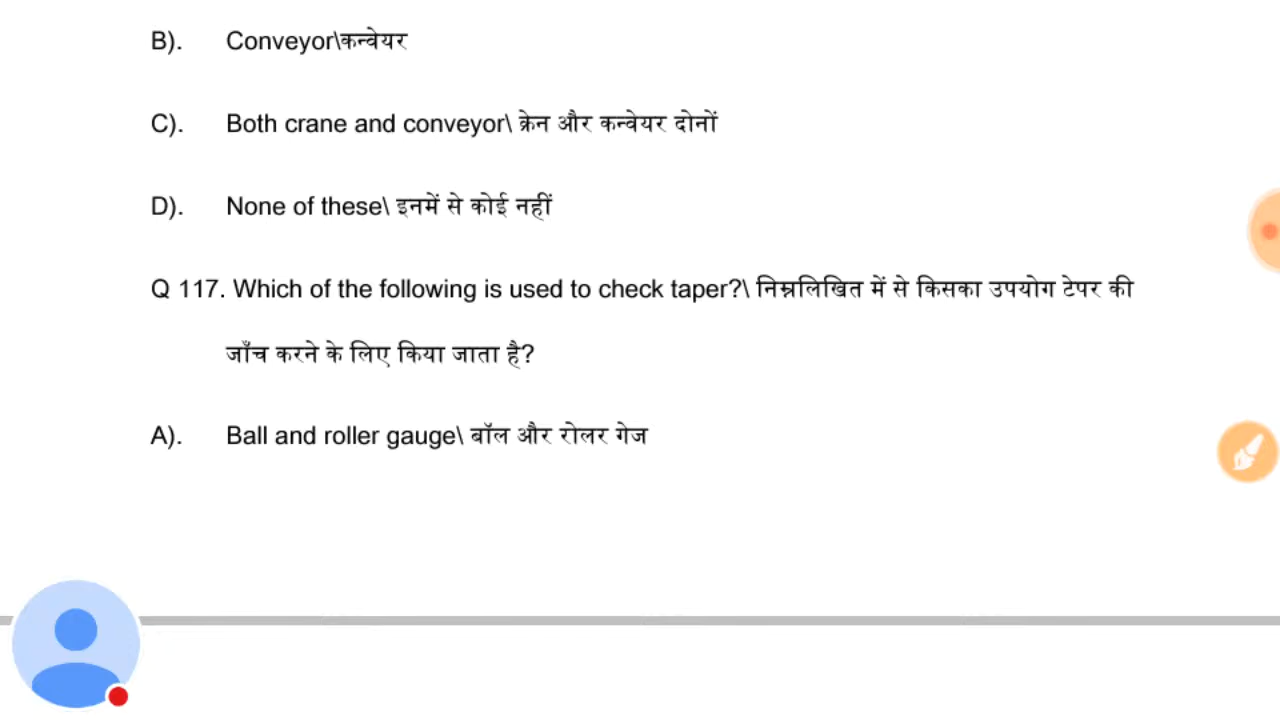 B). Conveyor\कन्वेयर
C). Both crane and conveyor\ क्रेन और कन्वेयर दोनों
D). None of these\ इनमें से कोई नहीं
Q 117. Which of the following is used to check taper?\ निम्नलिखित में से किसका उपयोग टेपर की
जाँच करने के लिए किया जाता है?
A). Ball and roller gauge\ बॉल और रोलर गेज